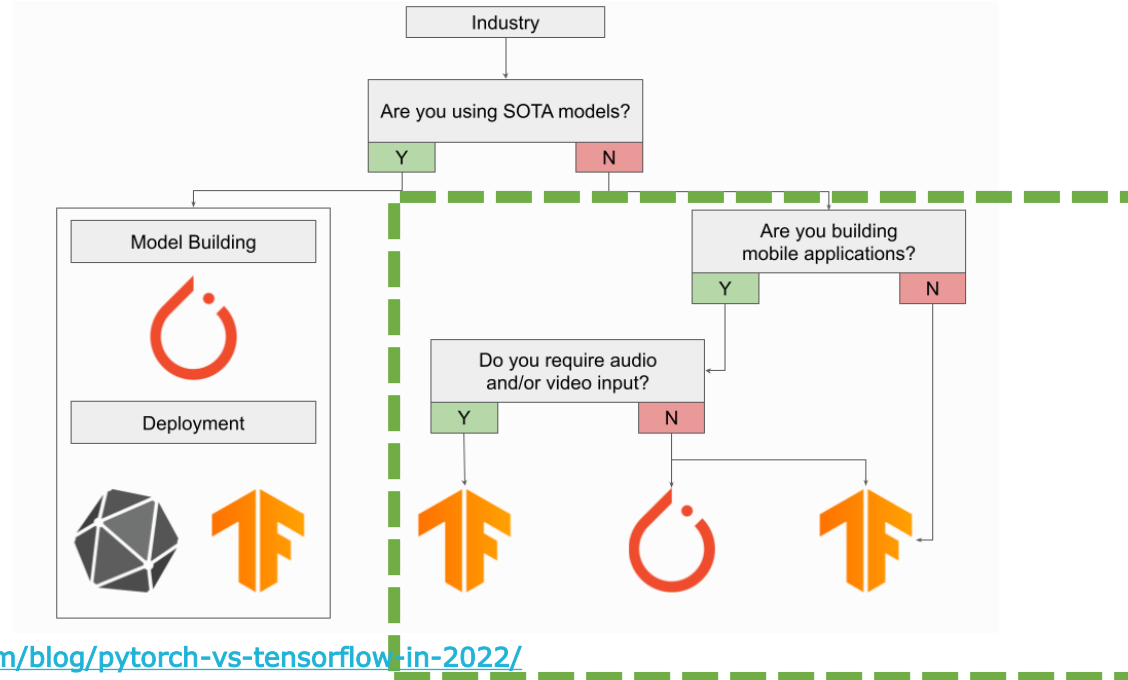 Industry
Are you using SOTA models?
Y
N
Model Building
Are you building
mobile applications?
Y
N
Do you require audio
and/or video input?
Y
N
Deployment
m/blog/pytorch-vs-tensorflow-in-2022/